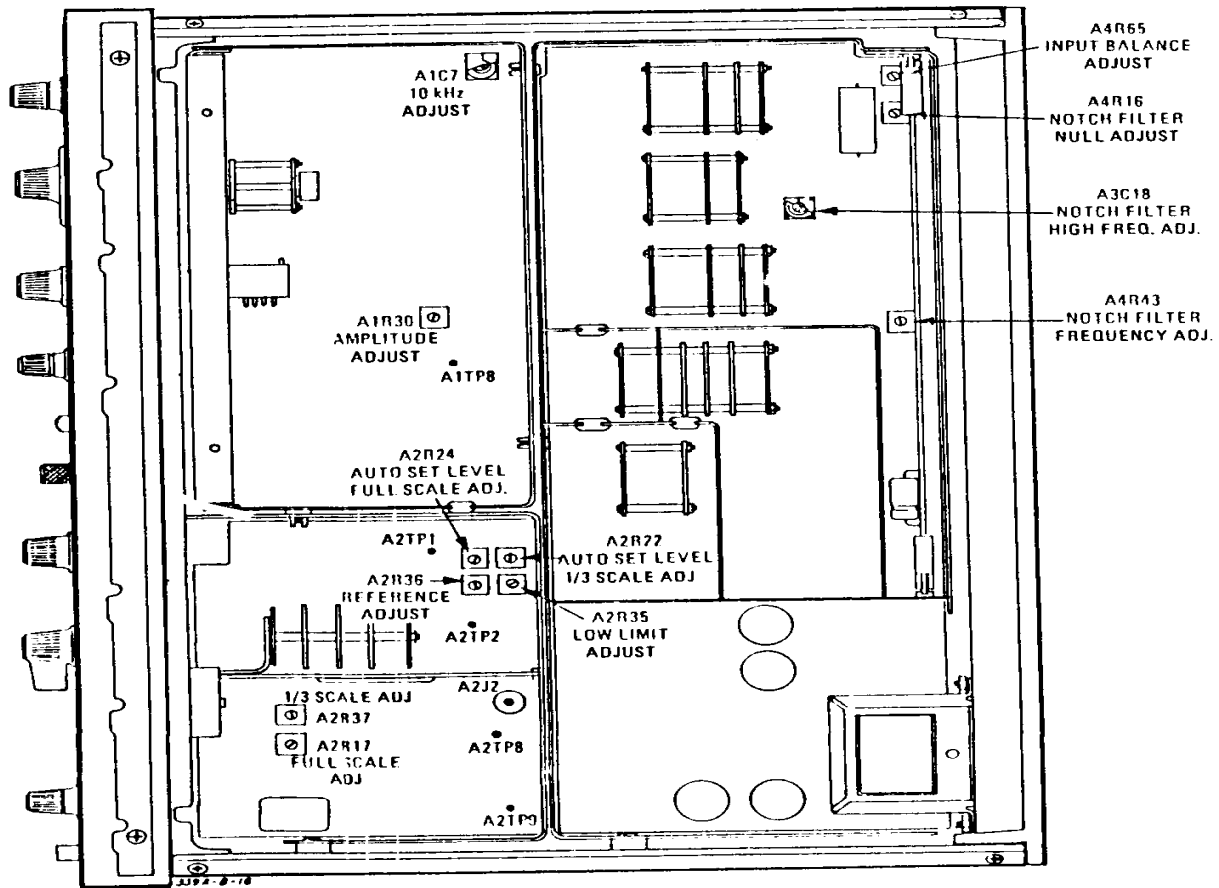 A4R65
INPUT BALANCE
ADJUST
A1C7
10 kHz
ADJUST
A4R16
NOTCH FILTER
NULL ADJUST
A3C18
NOTCH FILTER
HIGH FREQ. ADJ.
A4R43
NOTCH FILTER
FREQUENCY ADJ.
A1R30
AMPLITUDE
ADJUST
A1TP8
A2R24
AUTO SET LEVEL
FULL SCALE ADJ.
A2TP1
A2R22
AUTO SET LEVEL
1/3 SCALE ADJ
A2R36
REFERENCE
ADJUST
A2R35
LOW LIMIT
ADJUST
A2TP2
1/3 SCALE ADJ
A2J2
A2R37
A2R17
FULL SCALE
ADJ
A2TP8
A2TP9
339A-B-18